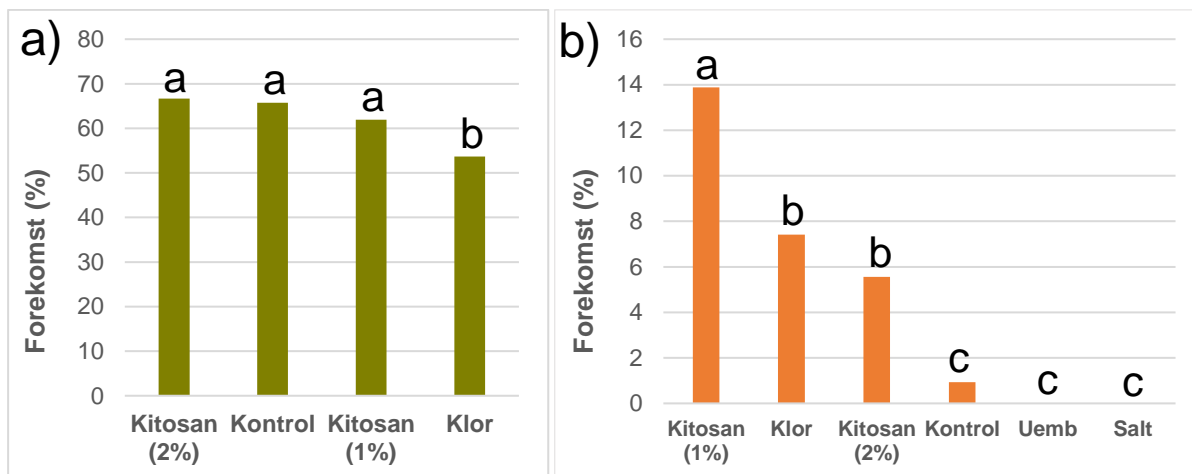 a)
Forekomst (%)
80
70
60
50
40
30
20
10
0
a
a
a
b
Kitosan
(2%)
Kontrol
Kitosan
(1%)
Klor
b)
Forekomst (%)
16
14
12
10
8
6
4
2
0
a
b
b
c
c
c
Kitosan
(1%)
Klor
Kitosan
(2%)
Kontrol
Uemb
Salt